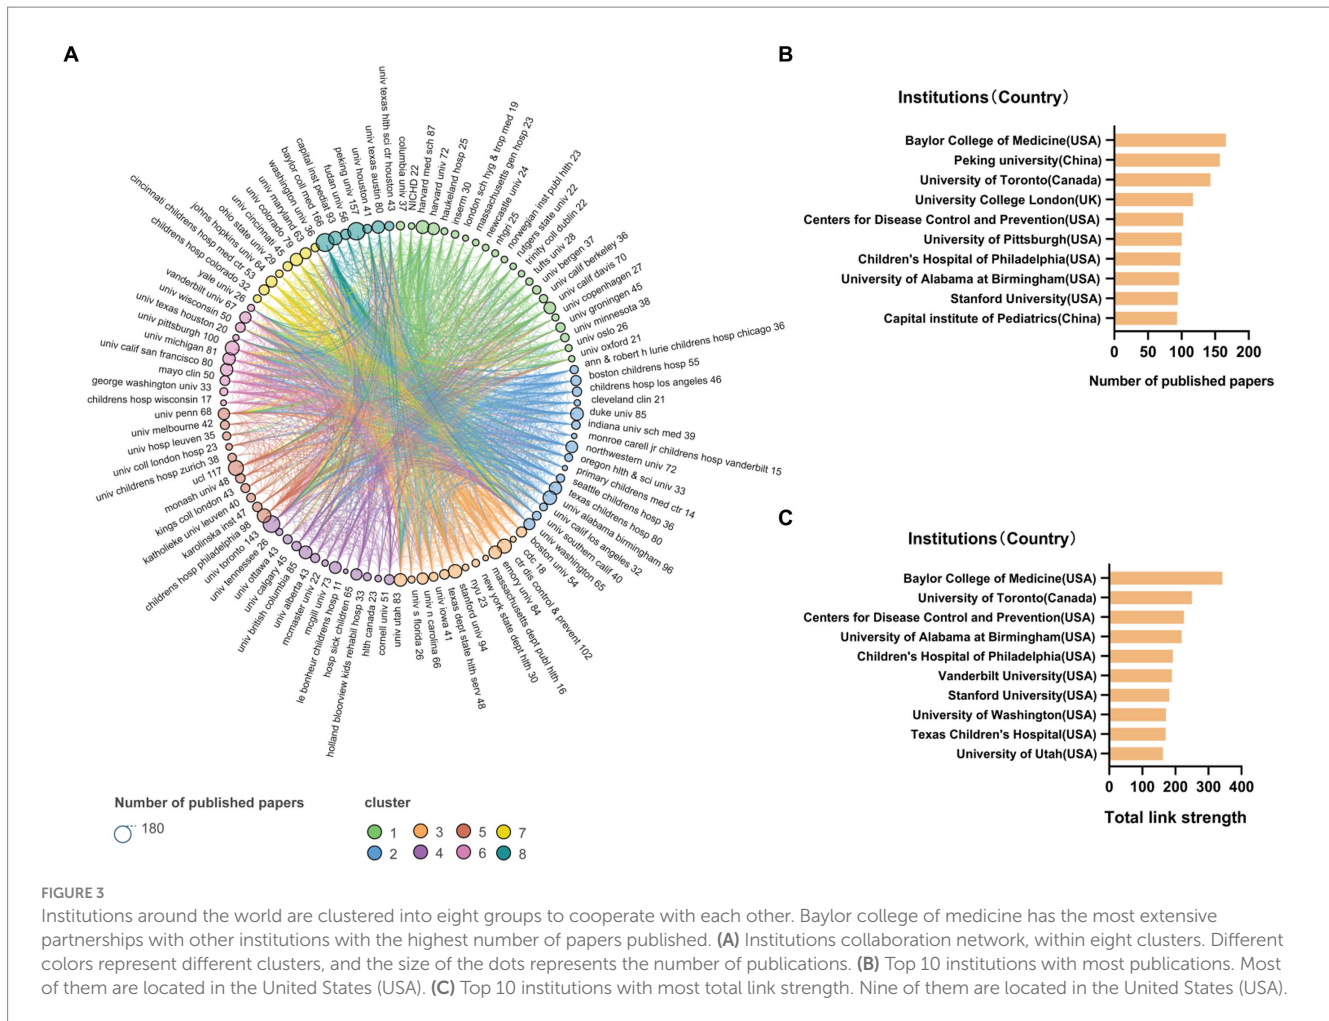 A
univ texas hlth sci ctr houston 43
columbia univ 37
NICHD 22
harvard med sch 87
harvard univ 72
haukeland hosp 25
inserm 30
london sch hyg & trop med 19
massachusetts gen hosp 23
newcastle univ 24
nhgri 25
norwegian inst publ hlth 23
rutgers state univ 22
trinity coll dublin 22
tufts univ 28
univ bergen 37
univ calif berkeley 36
univ calif davis 70
univ copenhagen 27
univ groningen 45
univ minnesota 38
univ oslo 26
univ oxford 21
ann & robert h lurie childrens hosp chicago 36
boston childrens hosp 55
childrens hosp los angeles 46
cleveland clin 21
duke univ 85
indiana univ sch med 39
monroe carell jr childrens hosp vanderbilt 15
northwestern univ 72
oregon hlth & sci univ 33
primary childrens med ctr 14
seattle childrens hosp 36
texas childrens hosp 80
univ alabama birmingham 96
univ calif los angeles 32
univ southern calif 40
univ washington 65
boston univ 54
cdc 18
ctr dis control & prevent 102
emory univ 84
massachusetts dept publ hlth 16
new york state dept hlth 30
nyu 23
stanford univ 94
texas dept state hlth serv 48
univ iowa 41
univ n carolina 66
univ s florida 26
univ utah 83
cornell univ 51
hlth canada 23
holland bloorview kids rehabil hosp 33
hosp sick children 65
le bonheur childrens hosp 11
mcgill univ 73
mcmaster univ 22
univ alberta 43
univ british columbia 85
univ calgary 45
univ ottawa 43
univ tennessee 26
univ toronto 143
childrens hosp philadelphia 98
karolinska inst 47
katholieke univ leuven 40
kings coll london 43
monash univ 48
ucl 117
univ childrens hosp zurich 38
univ coll london hosp 23
univ hosp leuven 35
univ melbourne 42
univ penn 68
childrens hosp wisconsin 17
george washington univ 33
mayo clin 50
univ calif san francisco 80
univ michigan 81
univ pittsburgh 100
univ texas houston 20
univ wisconsin 50
vanderbilt univ 67
yale univ 26
childrens hosp colorado 32
cincinnati childrens hosp med ctr 53
johns hopkins univ 64
ohio state univ 29
univ cincinnati 45
univ colorado 79
univ maryland 63
washington univ 36
baylor coll med 166
capital inst pediat 93
fudan univ 56
peking univ 157
univ houston 41
univ texas austin 80
Number of published papers
180
cluster
1 3 5 7
2 4 6 8
B
Institutions(Country)
Baylor College of Medicine(USA)
Peking university(China)
University of Toronto(Canada)
University College London(UK)
Centers for Disease Control and Prevention(USA)
University of Pittsburgh(USA)
Children's Hospital of Philadelphia(USA)
University of Alabama at Birmingham(USA)
Stanford University(USA)
Capital institute of Pediatrics(China)
0 50 100 150 200
Number of published papers
C
Institutions(Country)
Baylor College of Medicine(USA)
University of Toronto(Canada)
Centers for Disease Control and Prevention(USA)
University of Alabama at Birmingham(USA)
Children's Hospital of Philadelphia(USA)
Vanderbilt University(USA)
Stanford University(USA)
University of Washington(USA)
Texas Children's Hospital(USA)
University of Utah(USA)
0 100 200 300 400
Total link strength
FIGURE 3
Institutions around the world are clustered into eight groups to cooperate with each other. Baylor college of medicine has the most extensive
partnerships with other institutions with the highest number of papers published. (A) Institutions collaboration network, within eight clusters. Different
colors represent different clusters, and the size of the dots represents the number of publications. (B) Top 10 institutions with most publications. Most
of them are located in the United States (USA). (C) Top 10 institutions with most total link strength. Nine of them are located in the United States (USA).